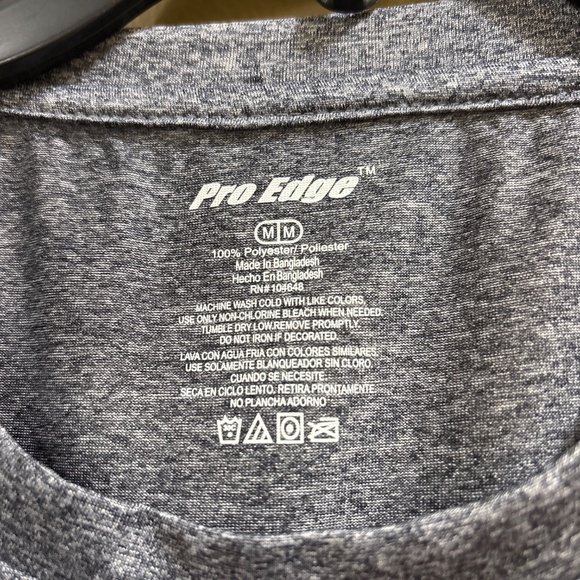 Pro Edge™
M M
100% Polyester/ Poliester
Made In Bangladesh
Hecho En Bangladesh
RN# 104648
MACHINE WASH COLD WITH LIKE COLORS,
USE ONLY NON-CHLORINE BLEACH WHEN NEEDED.
TUMBLE DRY LOW.REMOVE PROMPTLY.
DO NOT IRON IF DECORATED.
LAVA CON AGUA FRIA CON COLORES SIMILARES.
USE SOLAMENTE BLANQUEADOR SIN CLORO.
CUANDO SE NECESITE
SECA EN CICLO LENTO, RETIRA PRONTAMENTE.
NO PLANCHA ADORNO